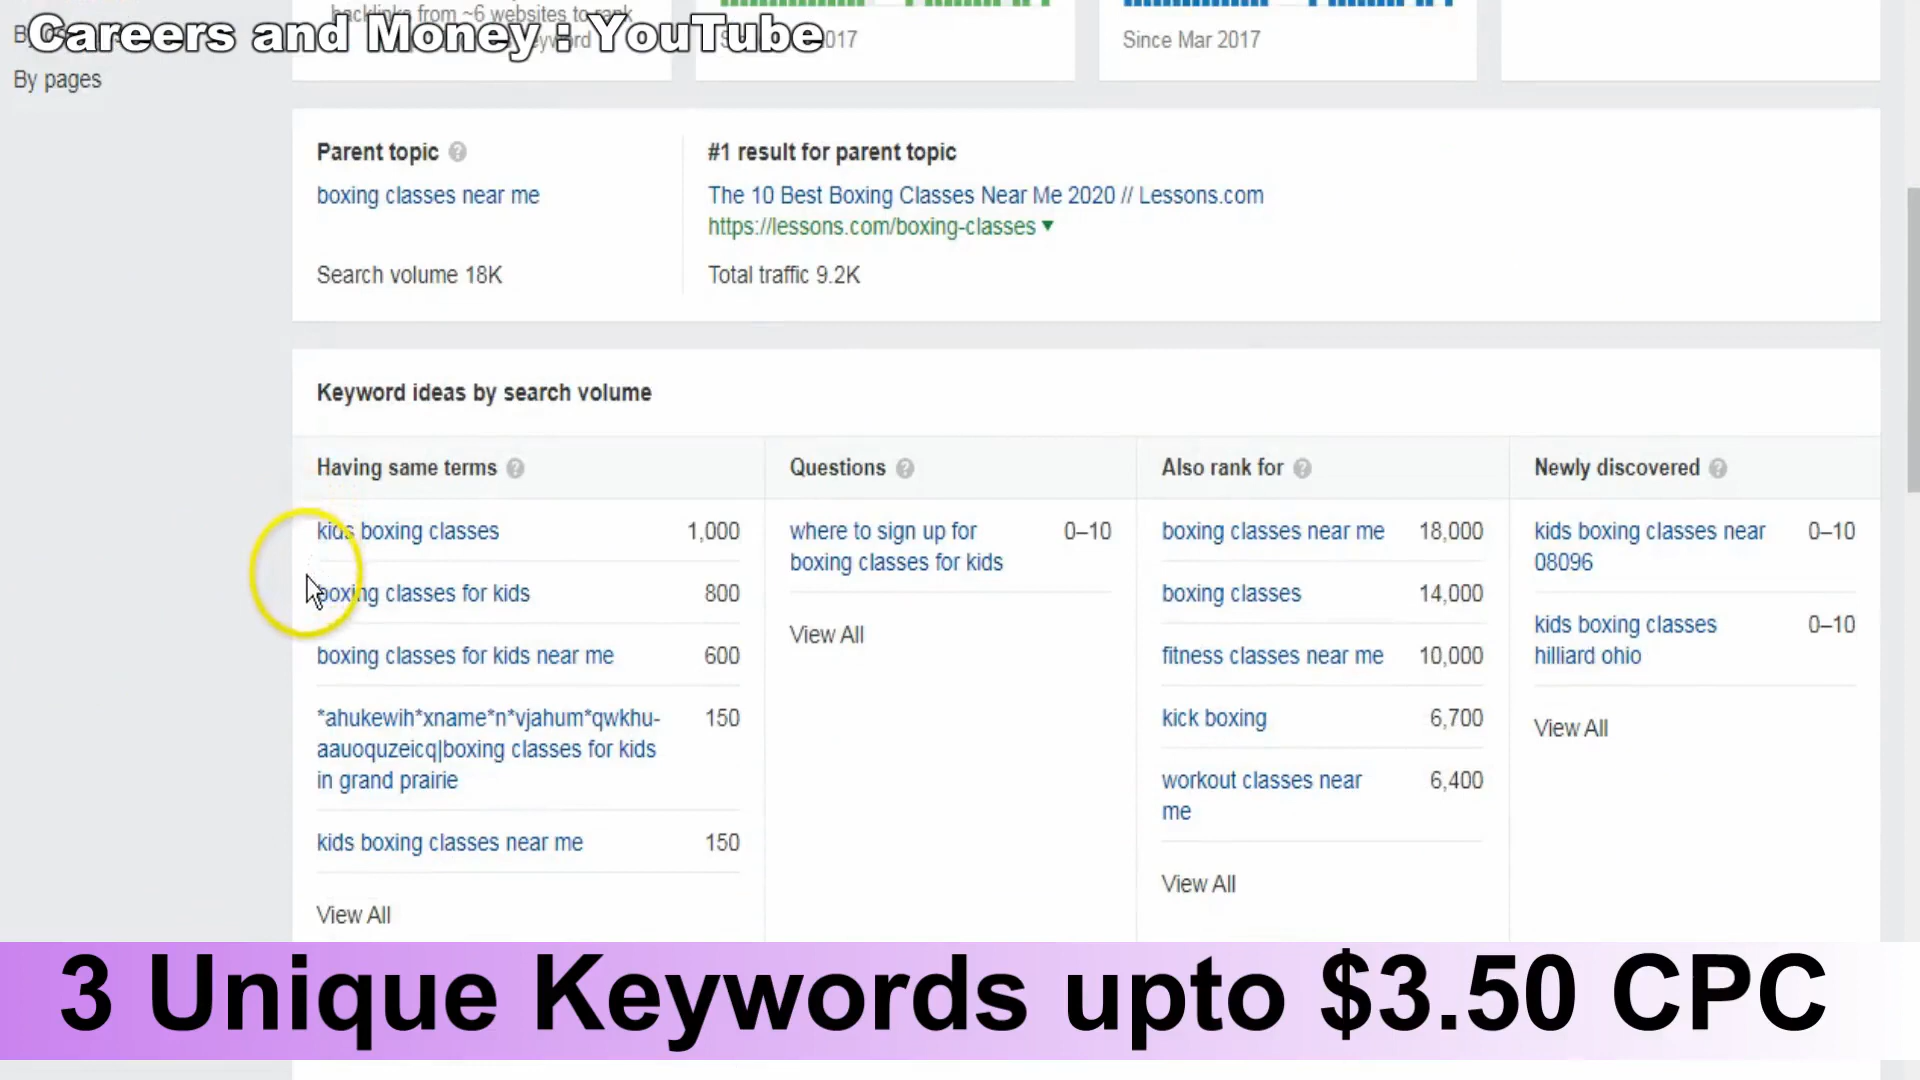 backlinks from ~6 websites to rank
Careers and Money : YouTube
Since Mar 2017
By pages
Parent topic
#1 result for parent topic
boxing classes near me
The 10 Best Boxing Classes Near Me 2020 // Lessons.com
https://lessons.com/boxing-classes
Search volume 18K
Total traffic 9.2K
Keyword ideas by search volume
Having same terms
kids boxing classes 1,000
boxing classes for kids 800
boxing classes for kids near me 600
*ahukewih*xname*n*vjahum*qwkhu-
aauoquzeicq|boxing classes for kids
in grand prairie 150
kids boxing classes near me 150
View All
Questions
where to sign up for
boxing classes for kids 0–10
View All
Also rank for
boxing classes near me 18,000
boxing classes 14,000
fitness classes near me 10,000
kick boxing 6,700
workout classes near
me 6,400
View All
Newly discovered
kids boxing classes near
08096 0–10
kids boxing classes
hilliard ohio 0–10
View All
3 Unique Keywords upto $3.50 CPC